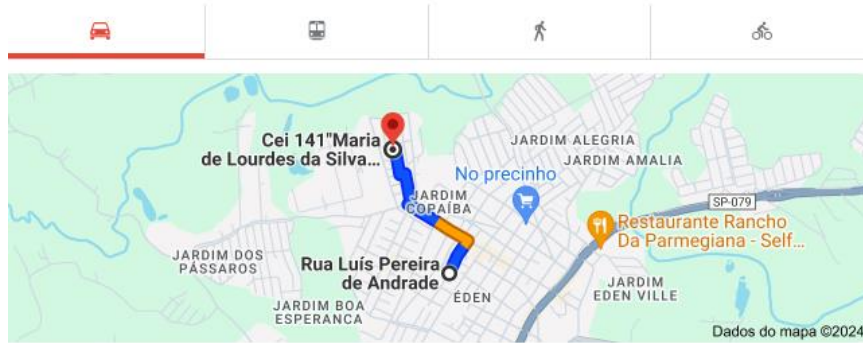 Cei 141"Maria
de Lourdes da Silva...
JARDIM ALEGRIA
JARDIM AMALIA
No precinho
JARDIM
COPAÍBA
SP-079
Restaurante Rancho
Da Parmegiana - Self...
JARDIM DOS
PÁSSAROS
Rua Luís Pereira
de Andrade
ÉDEN
JARDIM
EDEN VILLE
JARDIM BOA
ESPERANCA
Dados do mapa ©2024